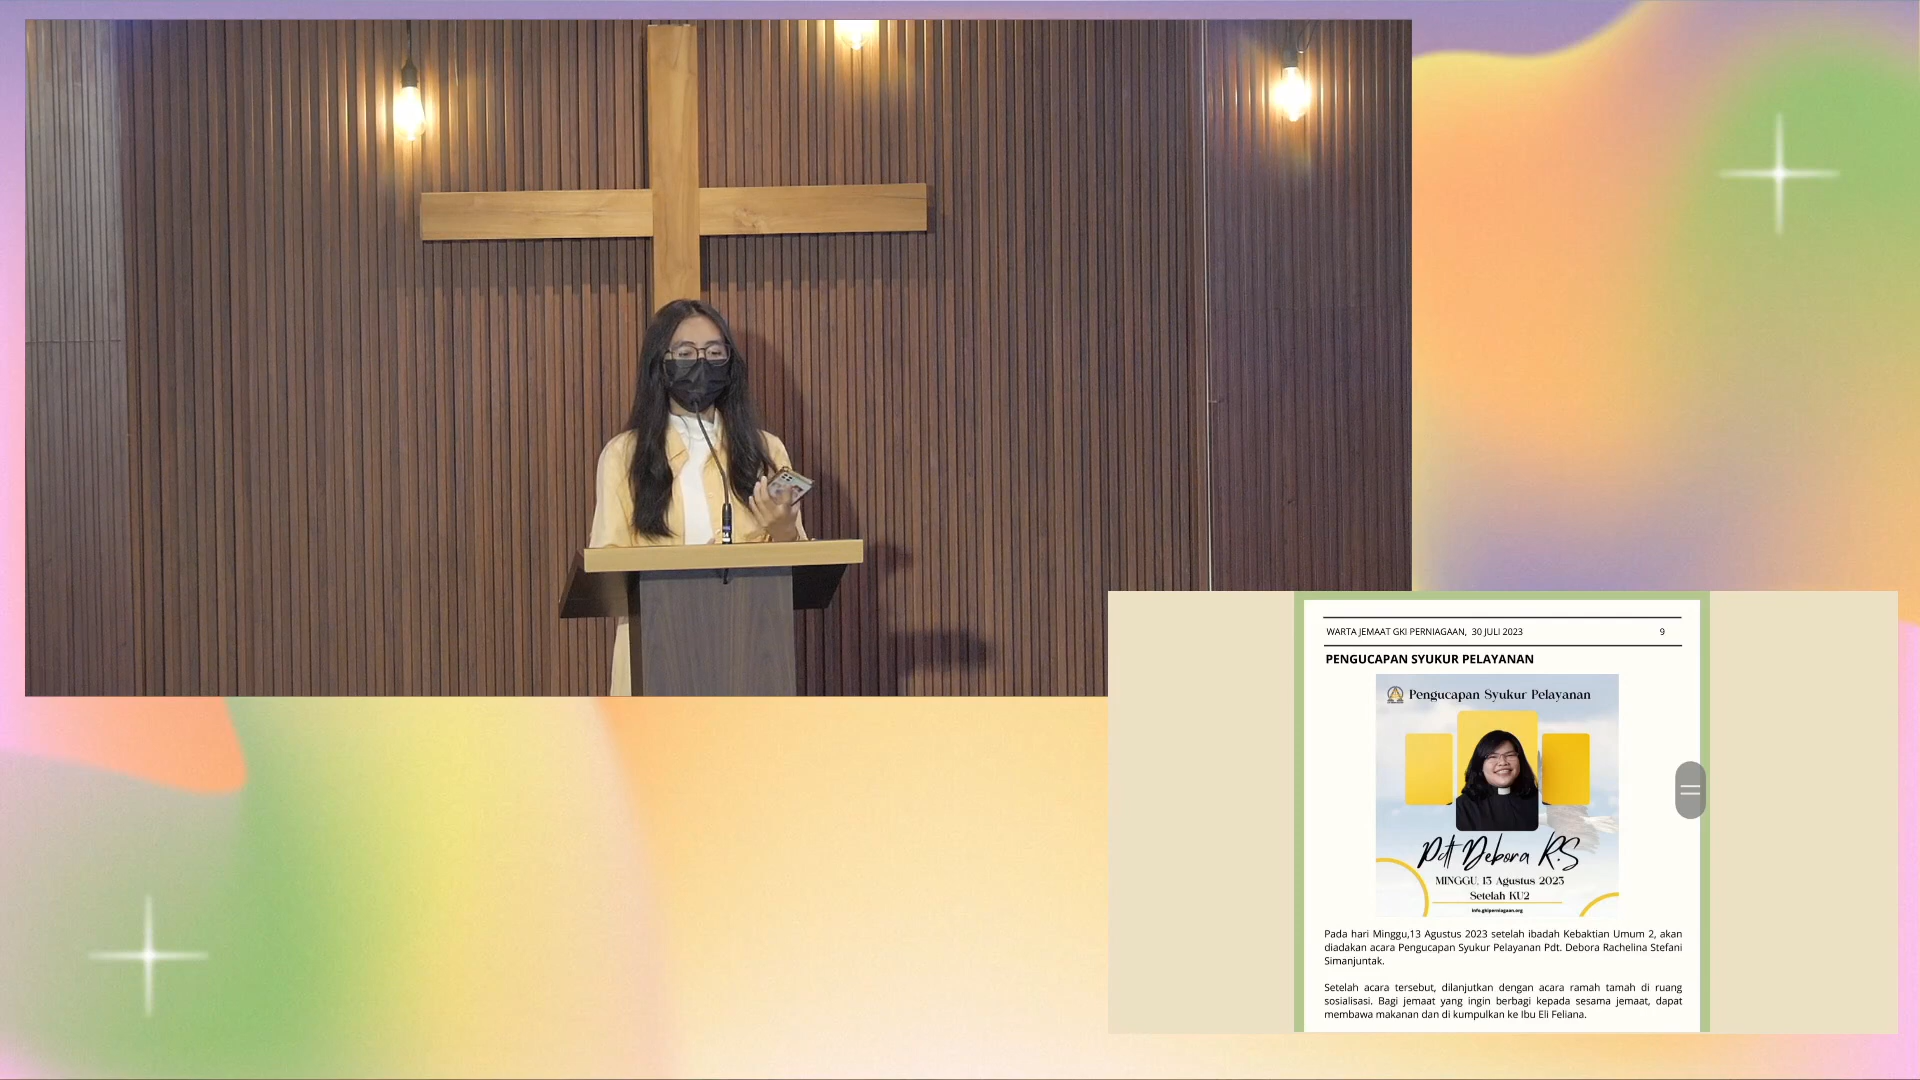 WARTA JEMAAT GKI PERNIAGAAN, 30 JULI 2023 9
PENGUCAPAN SYUKUR PELAYANAN
Pengucapan Syukur Pelayanan
Pdt Debora R.S
MINGGU, 13 Agustus 2023
Setelah KU2
info.gkiperniagaan.org
Pada hari Minggu,13 Agustus 2023 setelah ibadah Kebaktian Umum 2, akan
diadakan acara Pengucapan Syukur Pelayanan Pdt. Debora Rachelina Stefani
Simanjuntak.
Setelah acara tersebut, dilanjutkan dengan acara ramah tamah di ruang
sosialisasi. Bagi jemaat yang ingin berbagi kepada sesama jemaat, dapat
membawa makanan dan di kumpulkan ke Ibu Eli Feliana.